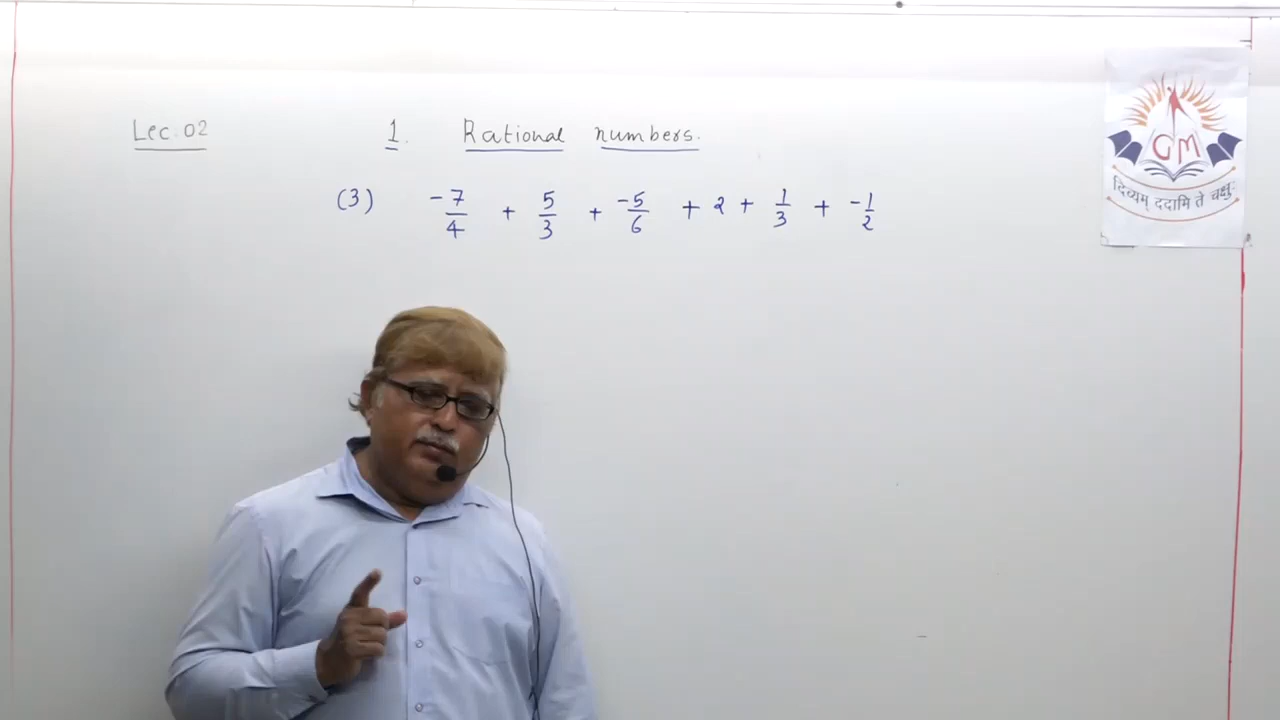 Lec. 02
1. Rational numbers.
(3) -7/4 + 5/3 + -5/6 + 2 + 1/3 + -1/2
GM
दिव्यम् ददामि ते चक्षुः